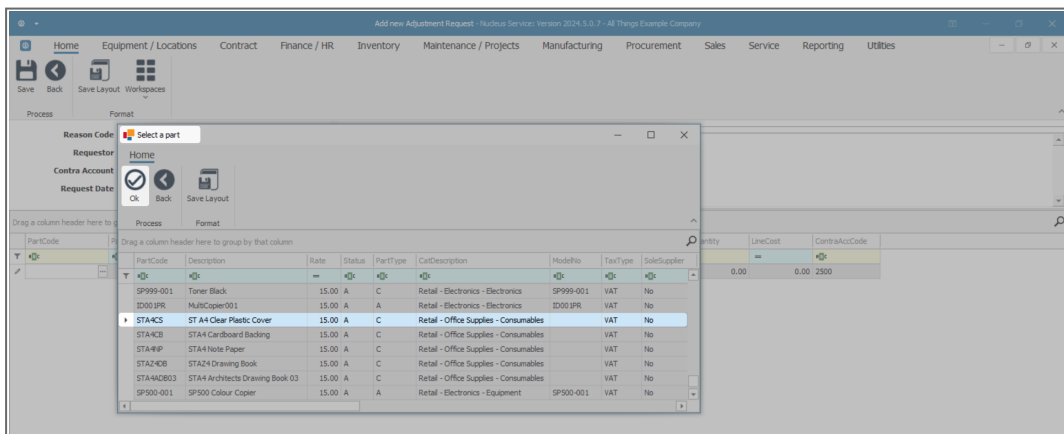 Add new Adjustment Request - Nucleus Service: Version 2024.5.0.7 - All Things Example Company
Home Equipment / Locations Contract Finance / HR Inventory Maintenance / Projects Manufacturing Procurement Sales Service Reporting Utilities
Save Back Save Layout Workspaces
Process Format
Reason Code
Requestor
Contra Account
Request Date
Select a part
Home
Ok Back Save Layout
Process Format
Drag a column header here to g
Drag a column header here to group by that column
PartCode
antity LineCost ContraAccCode
=
0.00 0.00 2500
PartCode Description Rate Status PartType CatDescription ModelNo TaxType SoleSupplier
=
SP999-001 Toner Black 15.00 A C Retail - Electronics - Electronics SP999-001 VAT No
ID001PR MultiCopier001 15.00 A A Retail - Electronics - Electronics ID001PR VAT No
STA4CS ST A4 Clear Plastic Cover 15.00 A C Retail - Office Supplies - Consumables VAT No
STA4CB STA4 Cardboard Backing 15.00 A C Retail - Office Supplies - Consumables VAT No
STA4NP STA4 Note Paper 15.00 A C Retail - Office Supplies - Consumables VAT No
STAZ4DB STAZ4 Drawing Book 15.00 A C Retail - Office Supplies - Consumables VAT No
STA4ADB03 STA4 Architects Drawing Book 03 15.00 A C Retail - Office Supplies - Consumables VAT No
SP500-001 SP500 Colour Copier 15.00 A A Retail - Electronics - Equipment SP500-001 VAT No